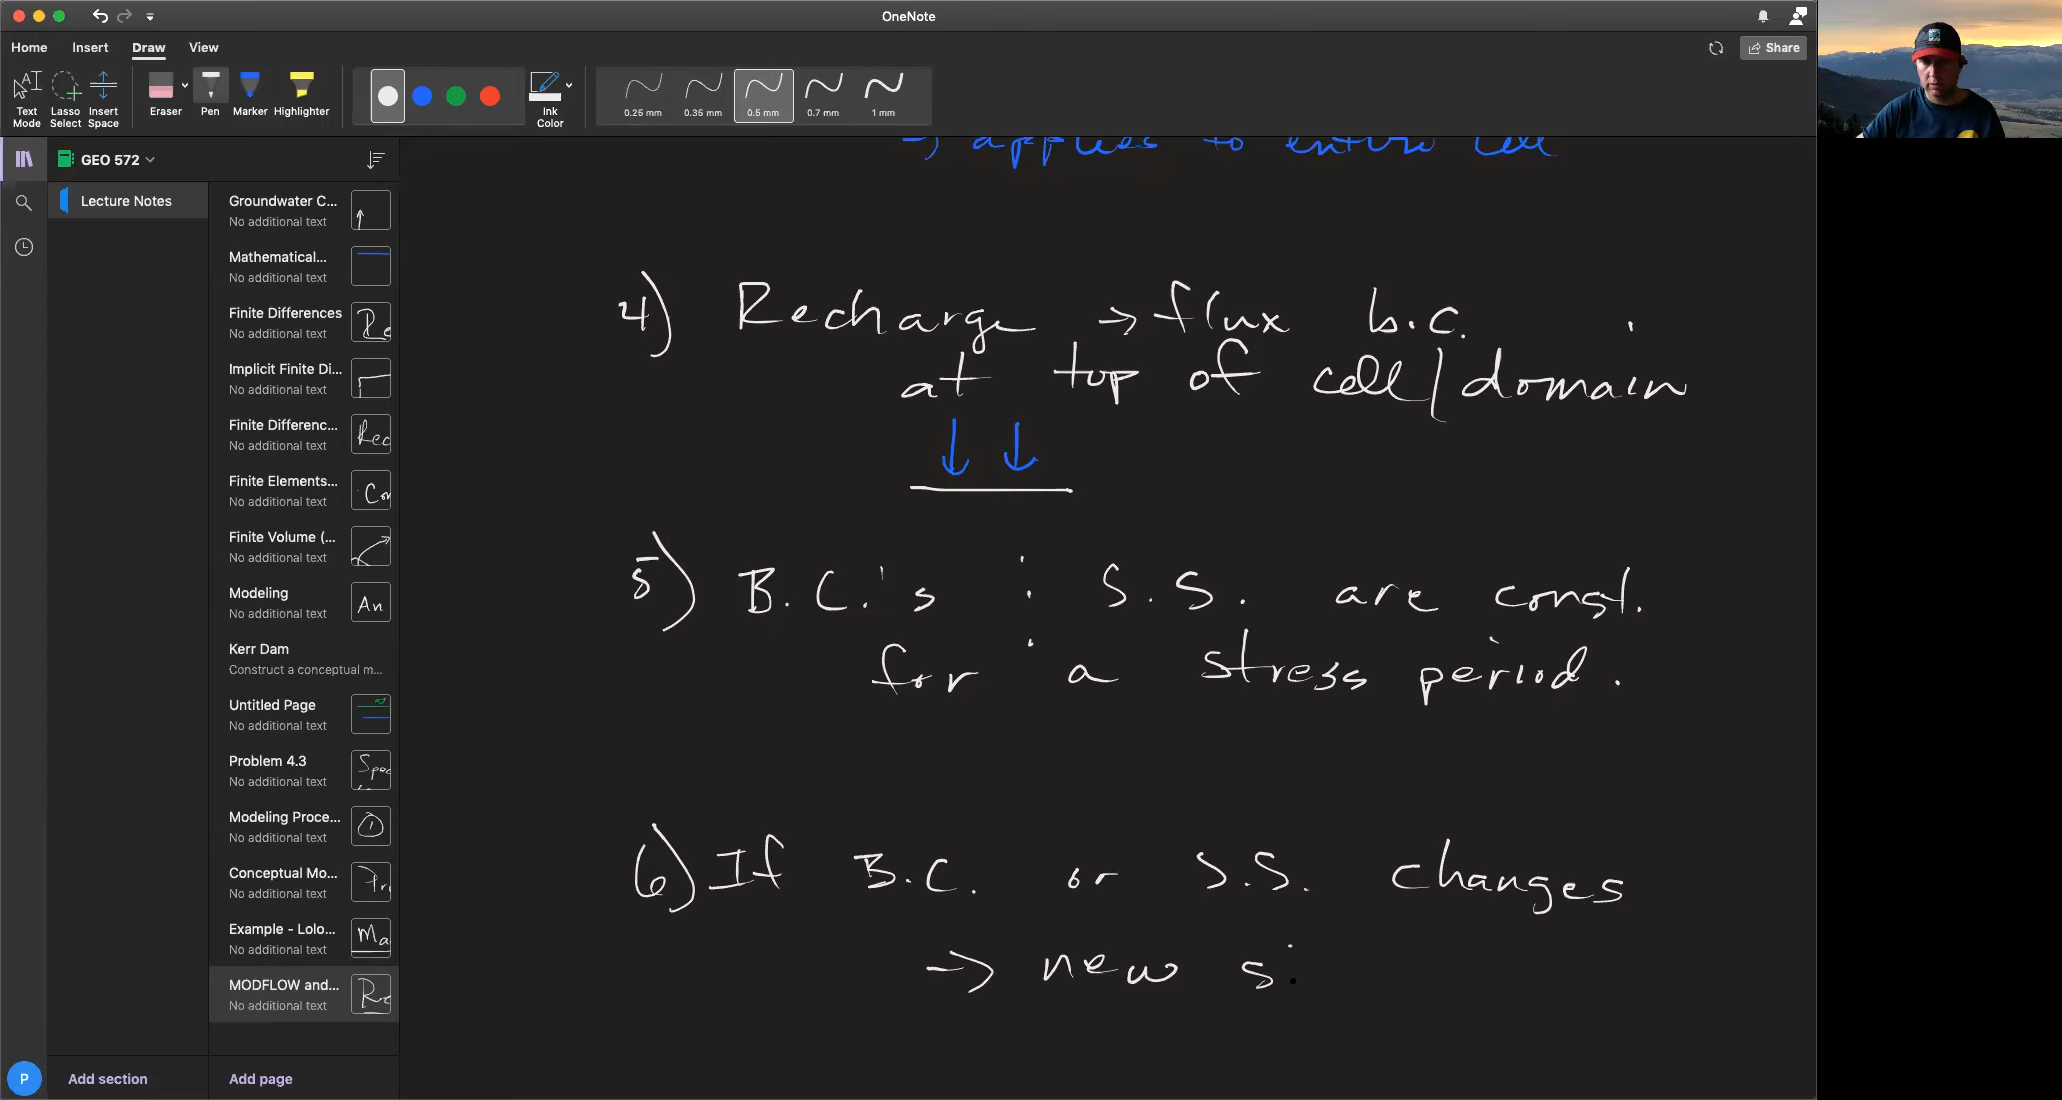 OneNote
Home Insert Draw View
Share
Text Mode
Lasso Select
Insert Space
Eraser
Pen
Marker
Highlighter
Ink Color
0.25 mm
0.35 mm
0.5 mm
0.7 mm
1 mm
GEO 572
Lecture Notes
Groundwater C...
No additional text
Mathematical...
No additional text
Finite Differences
No additional text
Implicit Finite Di...
No additional text
Finite Differenc...
No additional text
Finite Elements...
No additional text
Finite Volume (...
No additional text
Modeling
No additional text
Kerr Dam
Construct a conceptual m...
Untitled Page
No additional text
Problem 4.3
No additional text
Modeling Proce...
No additional text
Conceptual Mo...
No additional text
Example - Lolo...
No additional text
MODFLOW and...
No additional text
P
Add section
Add page
→ applies to entire cell
4) Recharge → flux b.c.
at top of cell/domain
5) B.C.'s S.S. are const.
for a stress period.
6) If B.C. or S.S. changes
→ new